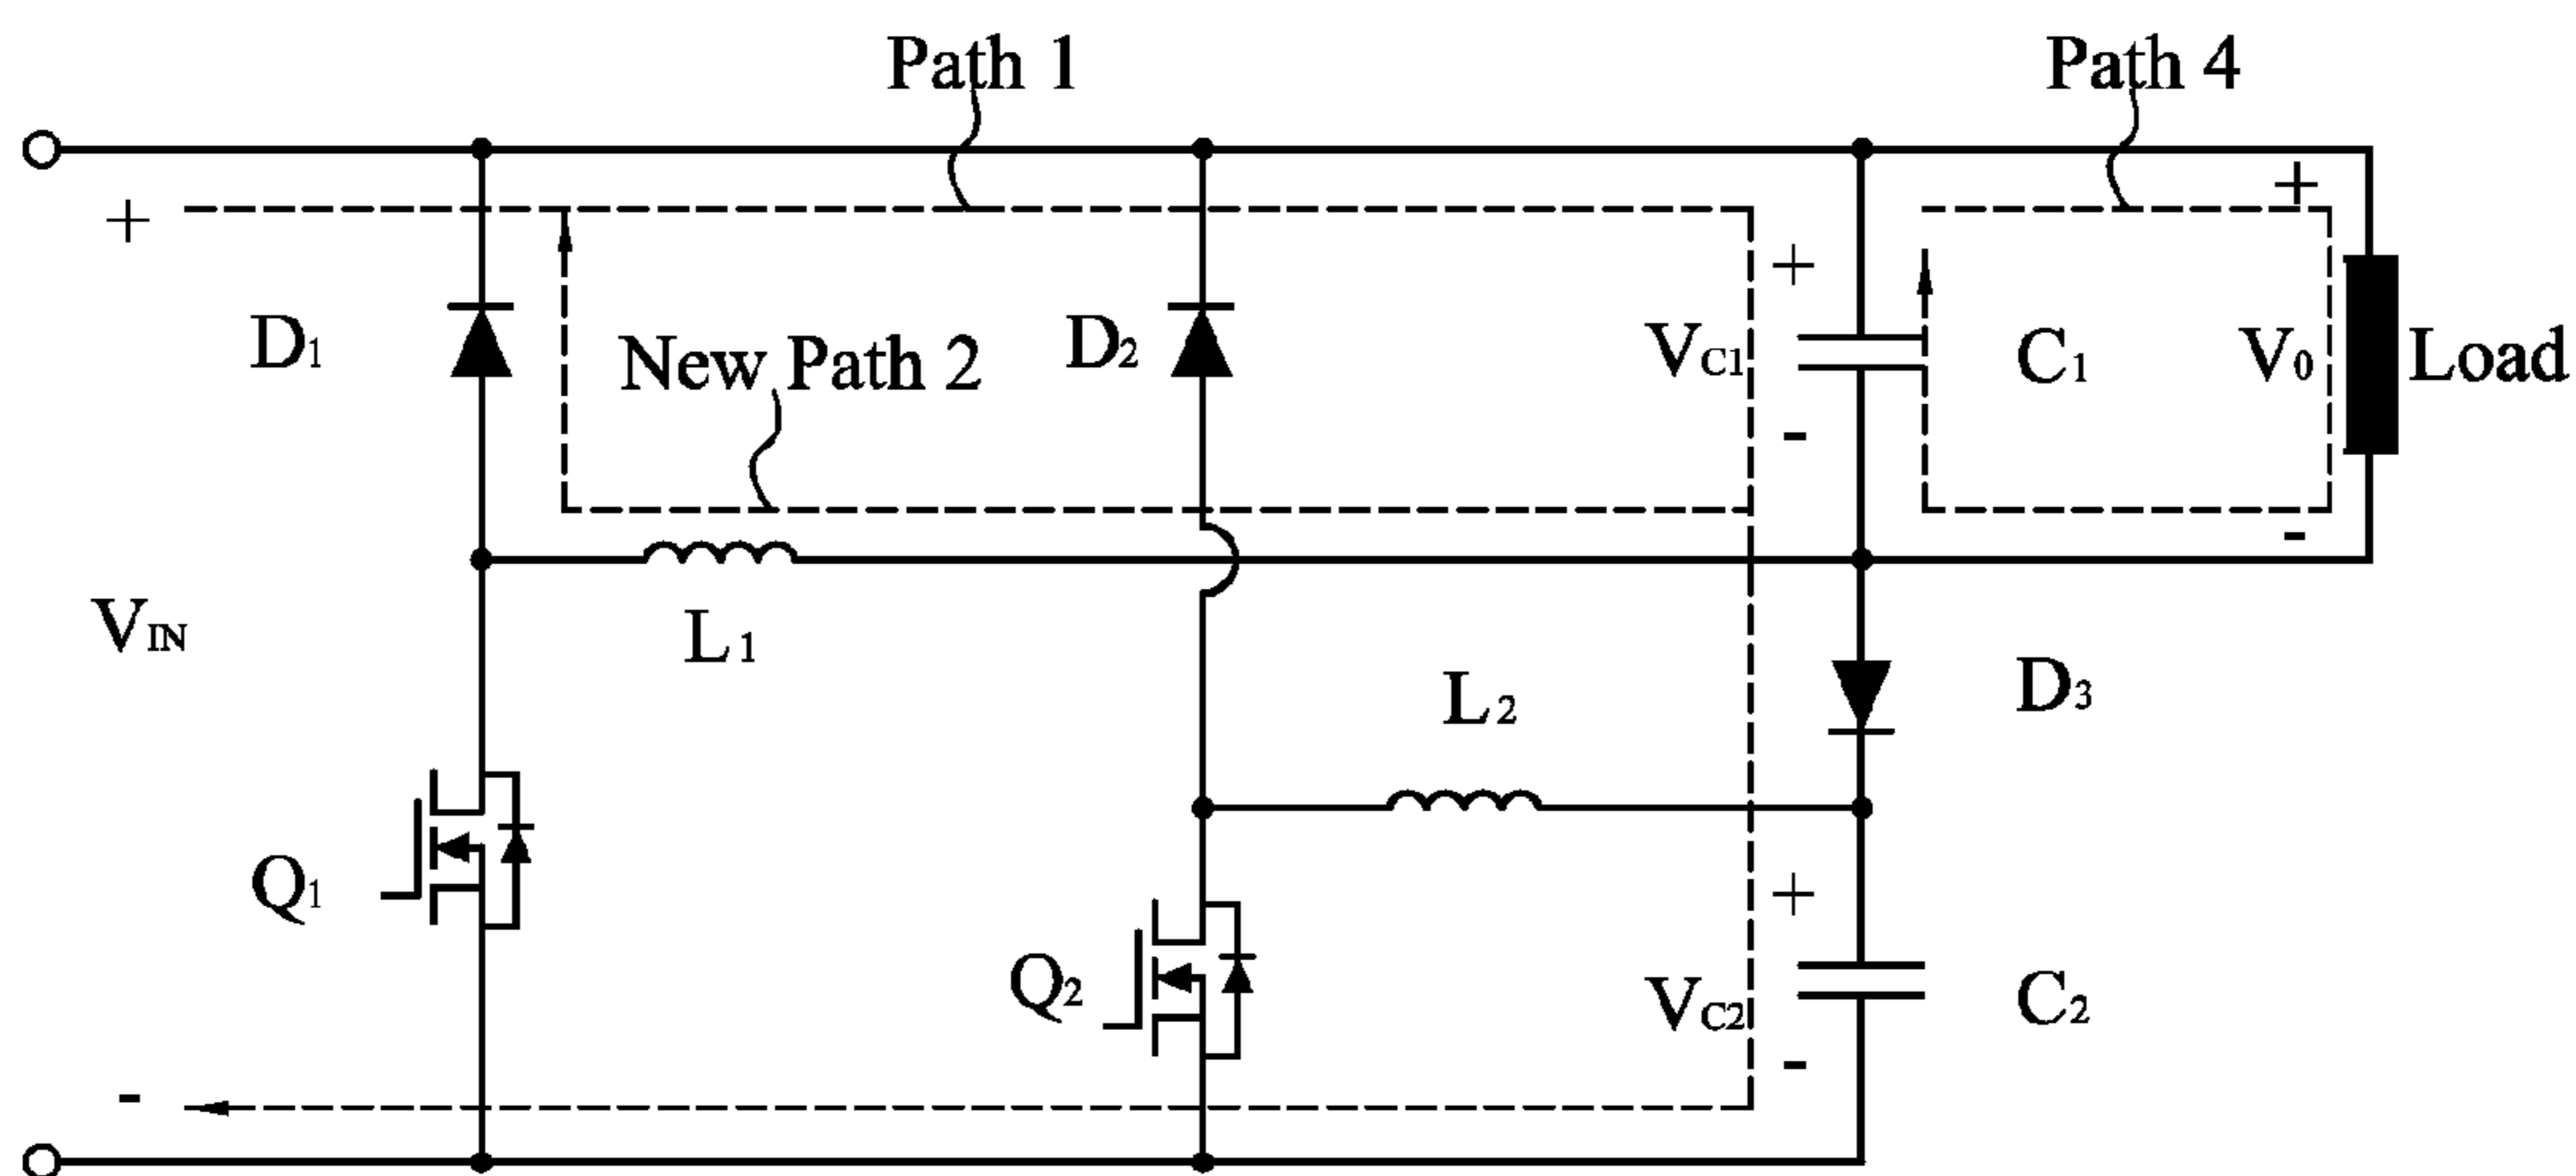 Path 1
Path 4
+
+
+
D1
New Path 2
D2
VC1
C1
V0
Load
-
-
VIN
L1
L2
D3
Q1
+
Q2
VC2
C2
-
-